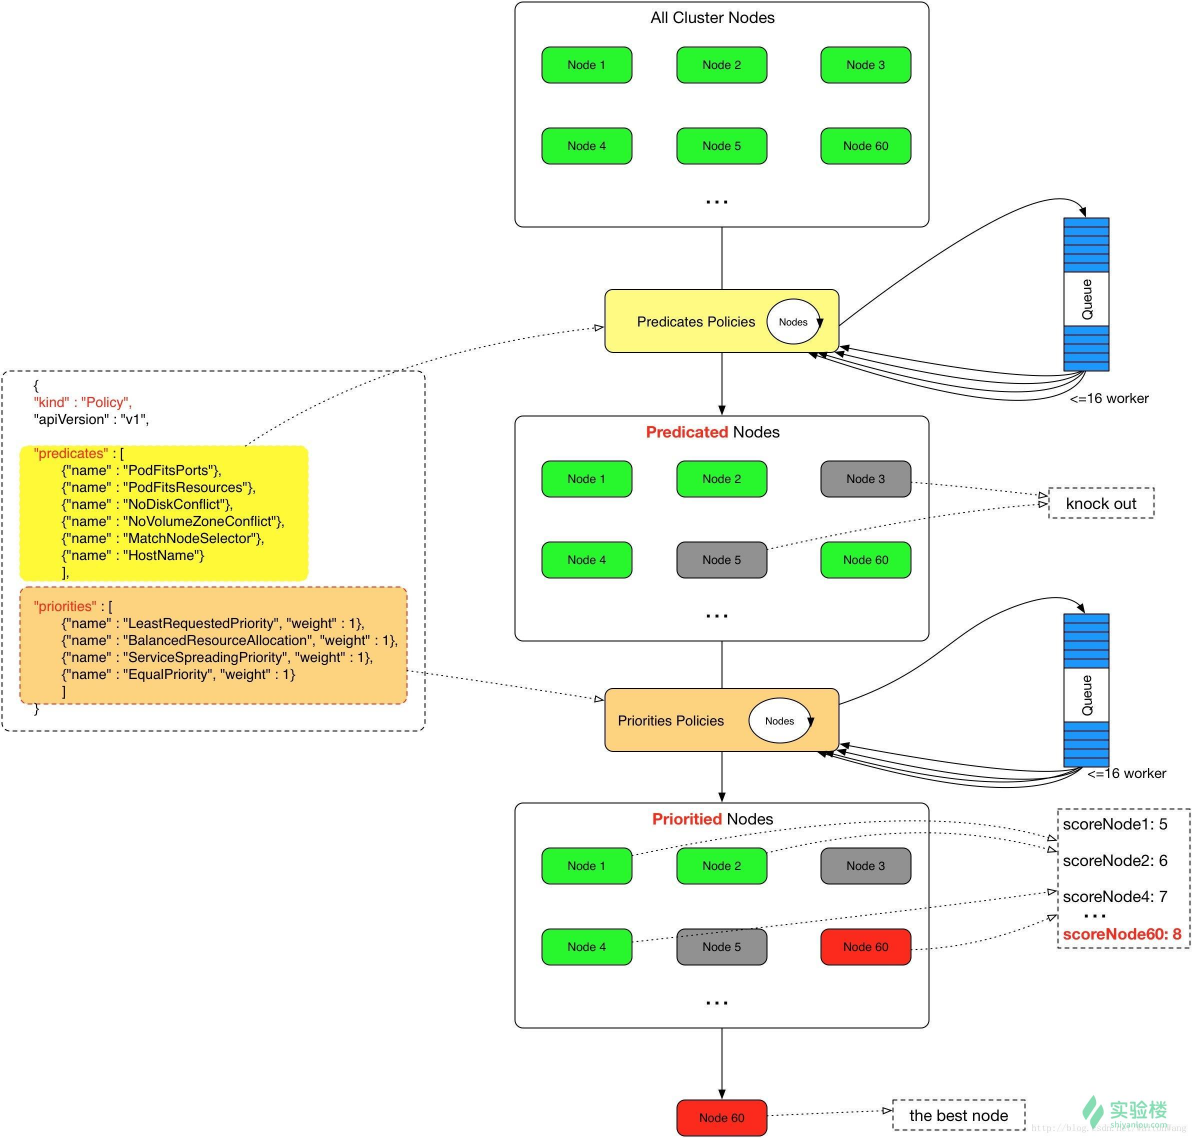 All Cluster Nodes
Node 1
Node 2
Node 3
Node 4
Node 5
Node 60
...
Predicates Policies
Nodes
Queue
<=16 worker
{
"kind" : "Policy",
"apiVersion" : "v1",
"predicates" : [
{"name" : "PodFitsPorts"},
{"name" : "PodFitsResources"},
{"name" : "NoDiskConflict"},
{"name" : "NoVolumeZoneConflict"},
{"name" : "MatchNodeSelector"},
{"name" : "HostName"}
],
"priorities" : [
{"name" : "LeastRequestedPriority", "weight" : 1},
{"name" : "BalancedResourceAllocation", "weight" : 1},
{"name" : "ServiceSpreadingPriority", "weight" : 1},
{"name" : "EqualPriority", "weight" : 1}
]
}
Predicated Nodes
Node 1
Node 2
Node 3
Node 4
Node 5
Node 60
...
knock out
Priorities Policies
Nodes
Queue
<=16 worker
Prioritied Nodes
Node 1
Node 2
Node 3
Node 4
Node 5
Node 60
...
scoreNode1: 5
scoreNode2: 6
scoreNode4: 7
...
scoreNode60: 8
Node 60
the best node
实验楼
shiyanlou.com